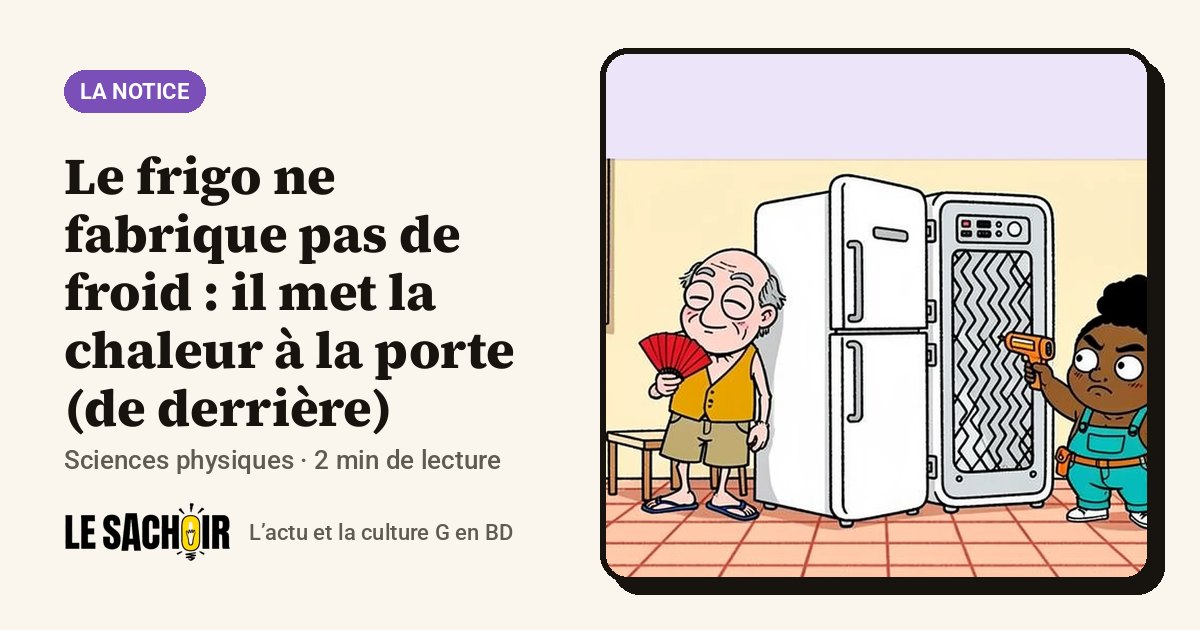 LA NOTICE
Le frigo ne
fabrique pas de
froid : il met la
chaleur à la porte
(de derrière)
Sciences physiques · 2 min de lecture
LE SACHOIR
L’actu et la culture G en BD